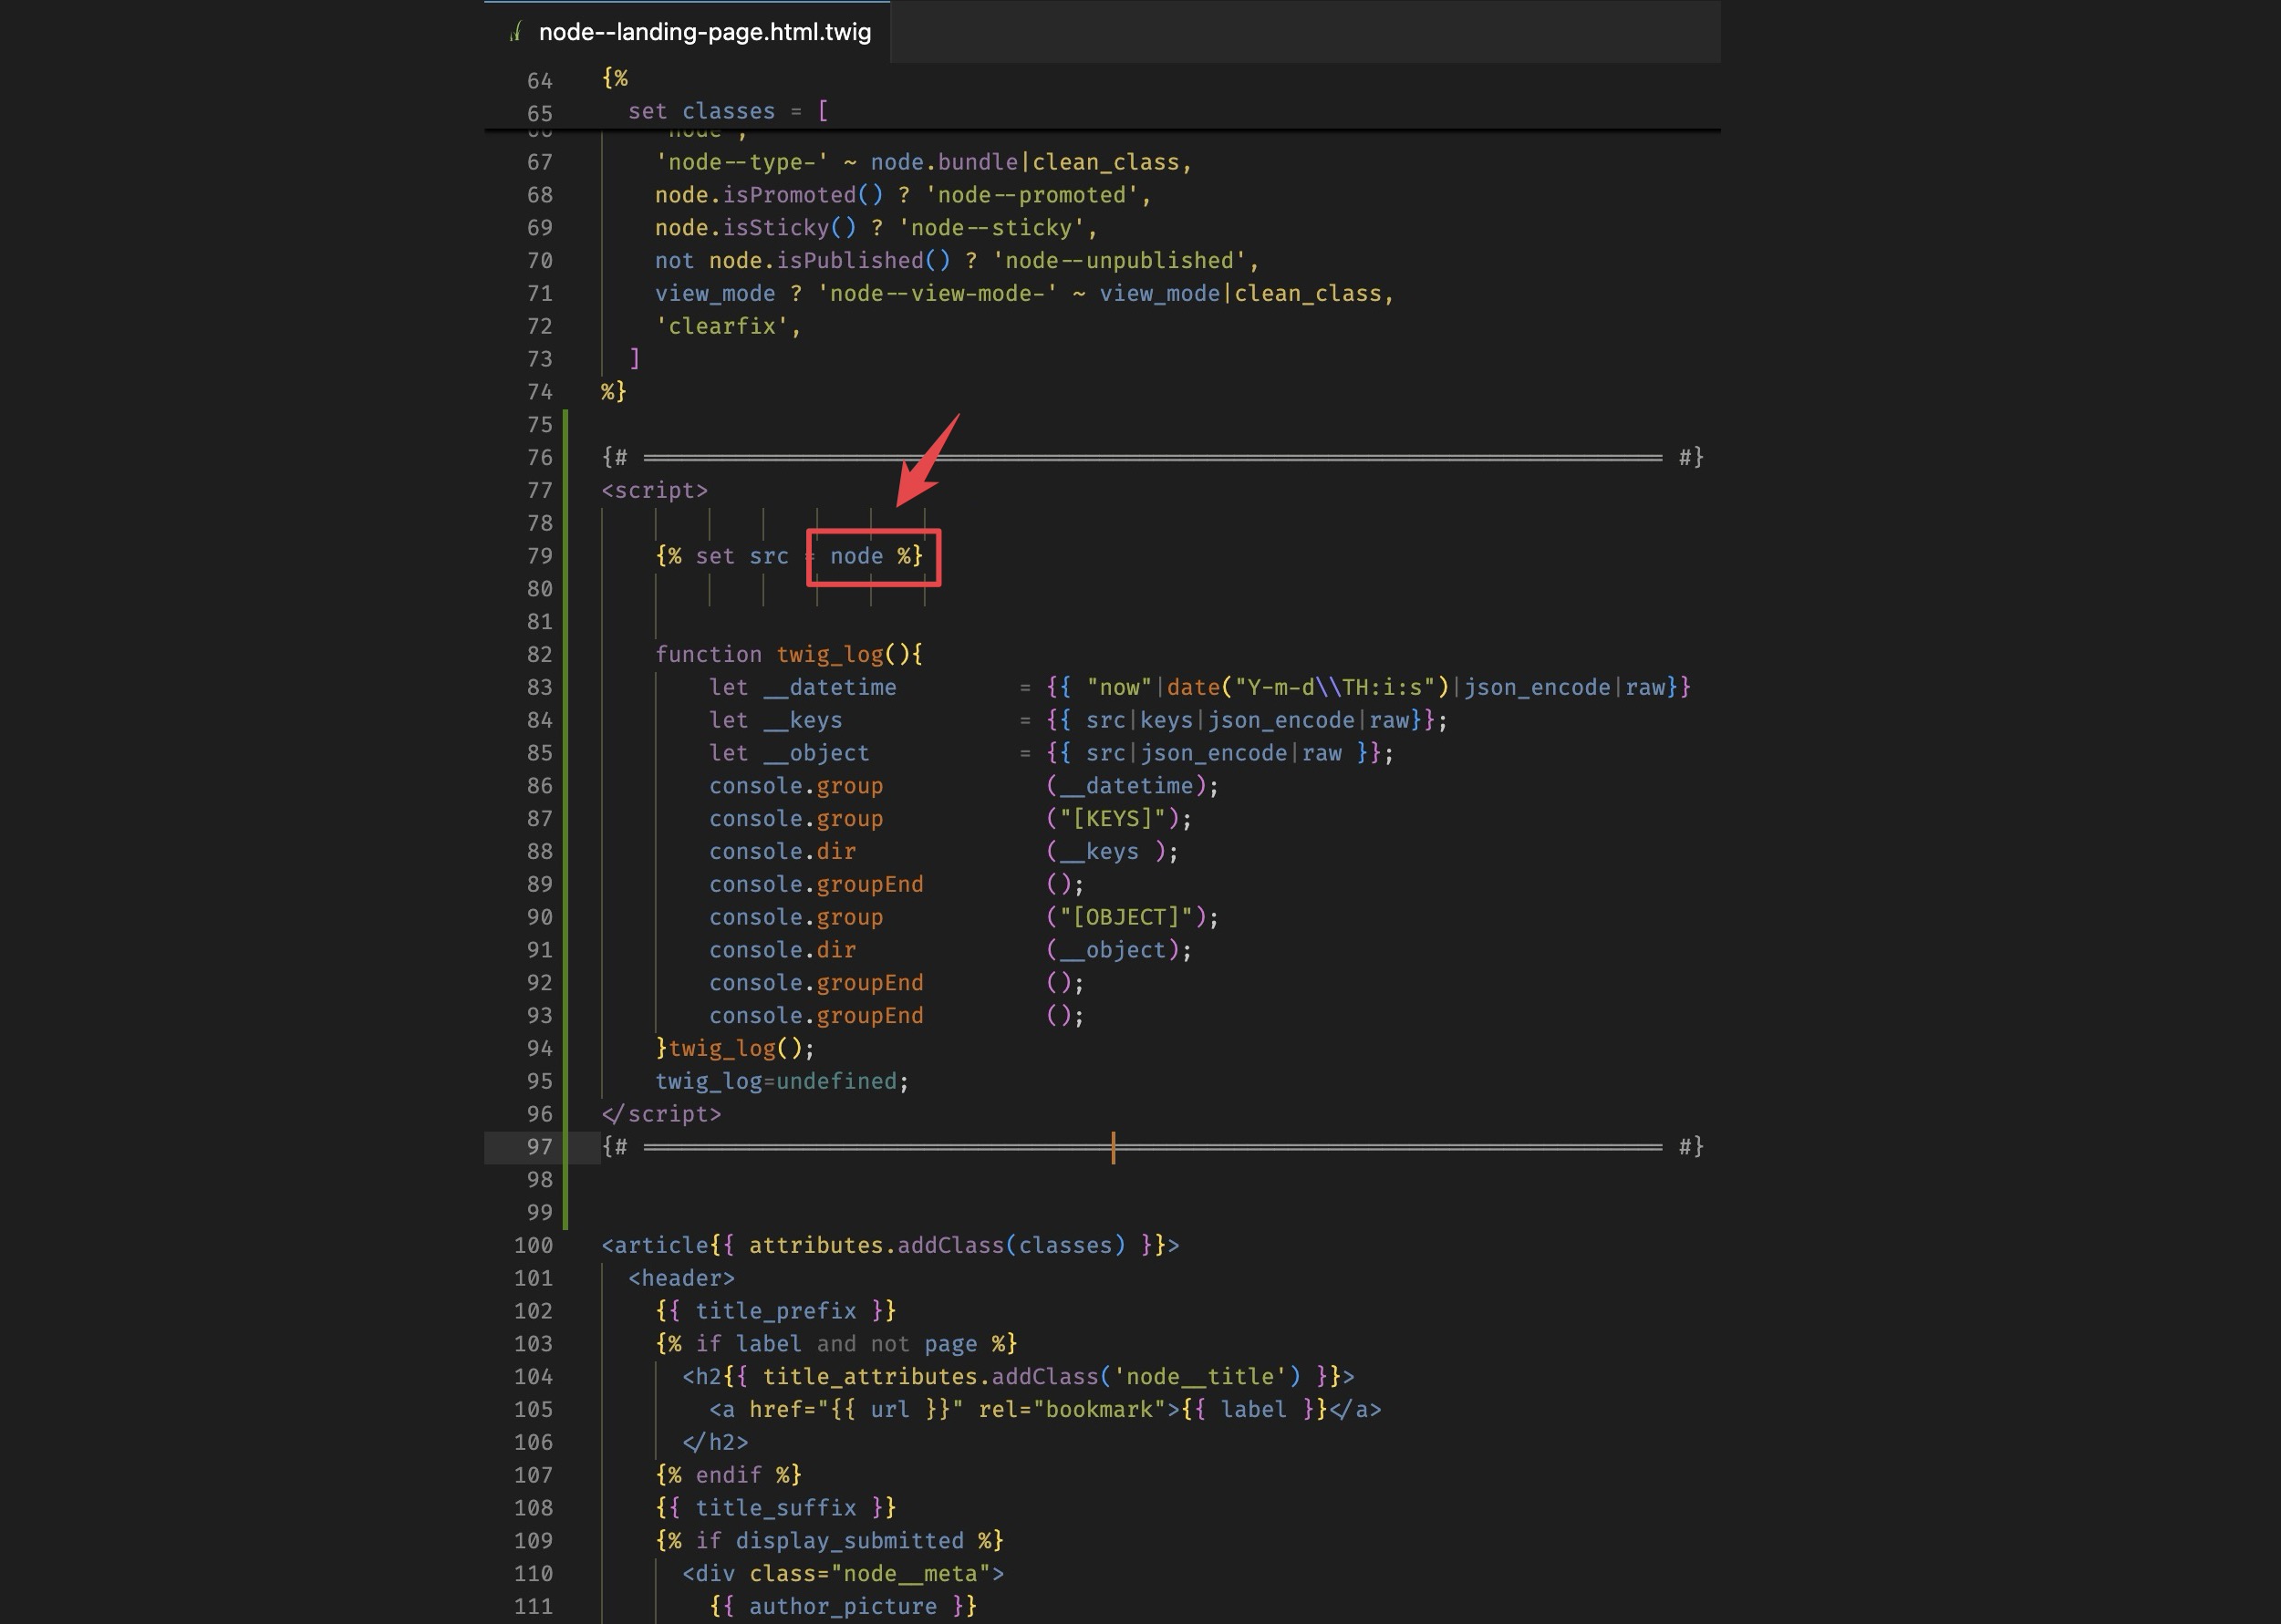 node--landing-page.html.twig
64 {%
65 set classes = [
66 'node',
67 'node--type-' ~ node.bundle|clean_class,
68 node.isPromoted() ? 'node--promoted',
69 node.isSticky() ? 'node--sticky',
70 not node.isPublished() ? 'node--unpublished',
71 view_mode ? 'node--view-mode-' ~ view_mode|clean_class,
72 'clearfix',
73 ]
74 %}
75
76 {# ============================================================================ #}
77 <script>
78
79 {% set src = node %}
80
81
82 function twig_log(){
83 let __datetime = {{ "now"|date("Y-m-d\\TH:i:s")|json_encode|raw}}
84 let __keys = {{ src|keys|json_encode|raw}};
85 let __object = {{ src|json_encode|raw }};
86 console.group (__datetime);
87 console.group ("[KEYS]");
88 console.dir (__keys );
89 console.groupEnd ();
90 console.group ("[OBJECT]");
91 console.dir (__object);
92 console.groupEnd ();
93 console.groupEnd ();
94 }twig_log();
95 twig_log=undefined;
96 </script>
97 {# ============================================================================ #}
98
99
100 <article{{ attributes.addClass(classes) }}>
101 <header>
102 {{ title_prefix }}
103 {% if label and not page %}
104 <h2{{ title_attributes.addClass('node__title') }}>
105 <a href="{{ url }}" rel="bookmark">{{ label }}</a>
106 </h2>
107 {% endif %}
108 {{ title_suffix }}
109 {% if display_submitted %}
110 <div class="node__meta">
111 {{ author_picture }}